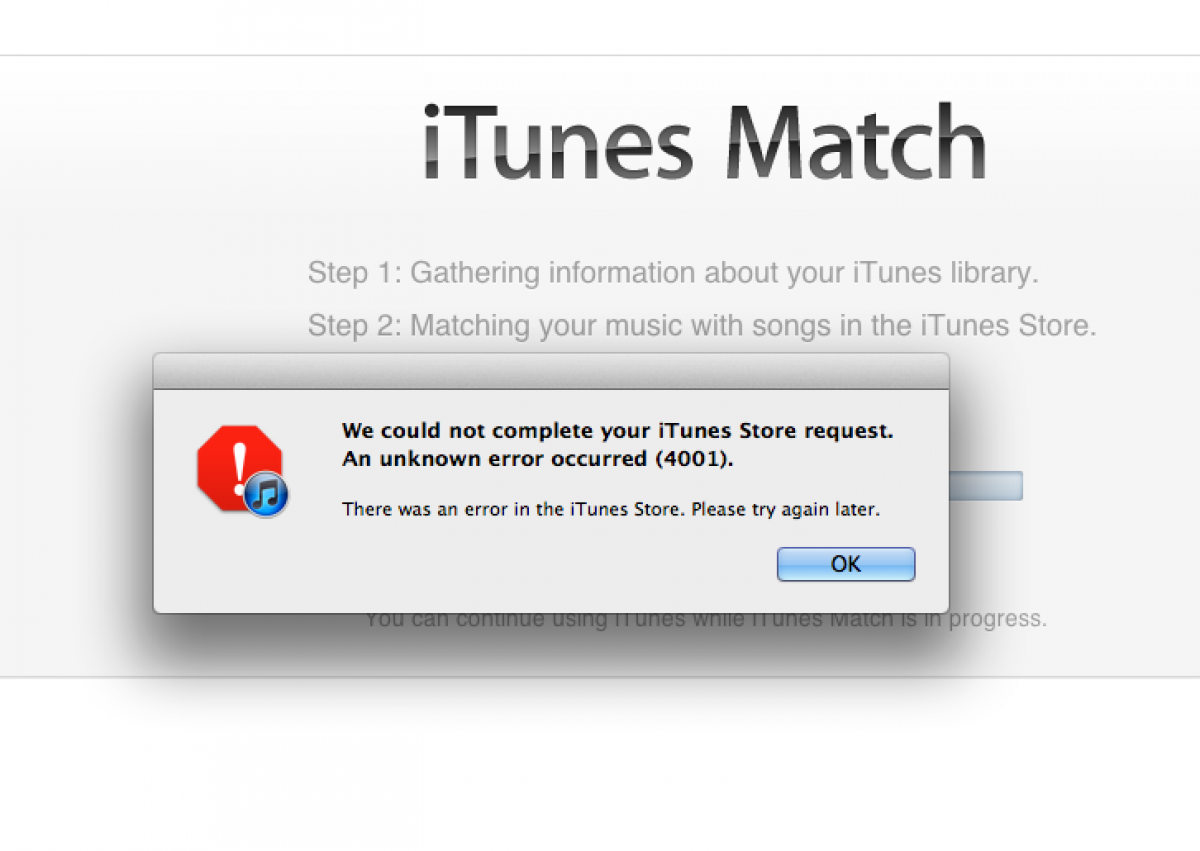 iTunes Match
Step 1: Gathering information about your iTunes library.
Step 2: Matching your music with songs in the iTunes Store.
We could not complete your iTunes Store request.
An unknown error occurred (4001).
There was an error in the iTunes Store. Please try again later.
OK
You can continue using iTunes while iTunes Match is in progress.